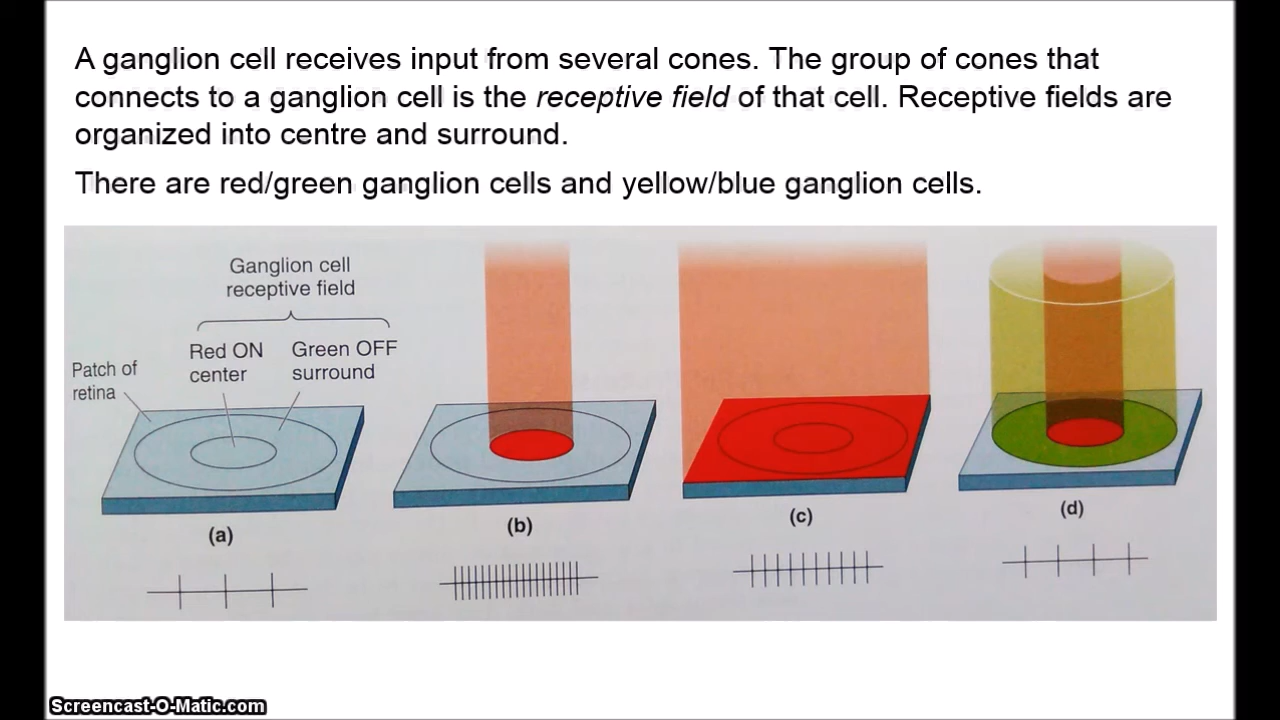 A ganglion cell receives input from several cones. The group of cones that
connects to a ganglion cell is the receptive field of that cell. Receptive fields are
organized into centre and surround.
There are red/green ganglion cells and yellow/blue ganglion cells.
Ganglion cell
receptive field
Red ON
center
Green OFF
surround
Patch of
retina
(a)
(b)
(c)
(d)
Screencast-O-Matic.com